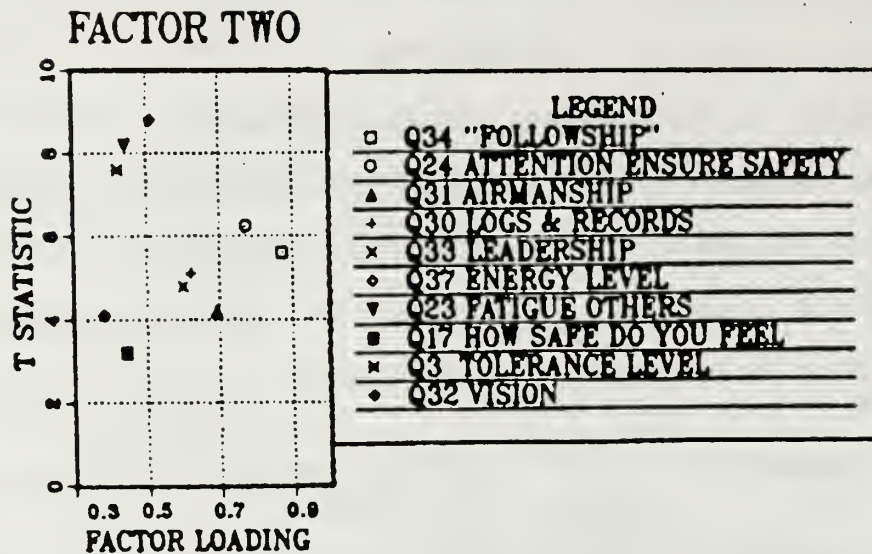 FACTOR TWO
10
8
6
4
2
0
T STATISTIC
0.3 0.5 0.7 0.9
FACTOR LOADING
LEGEND
Q34 "FOLLOWSHIP"
Q24 ATTENTION ENSURE SAFETY
Q31 AIRMANSHIP
Q30 LOGS & RECORDS
Q33 LEADERSHIP
Q37 ENERGY LEVEL
Q23 FATIGUE OTHERS
Q17 HOW SAFE DO YOU FEEL
Q3 TOLERANCE LEVEL
Q32 VISION